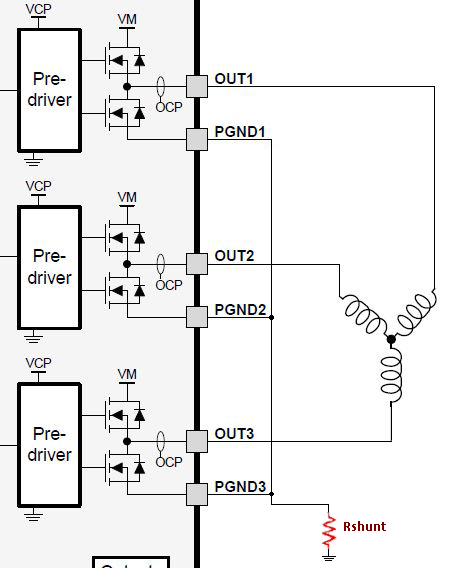 VCP
VM
Pre-
driver
OUT1
OCP
PGND1
VCP
VM
Pre-
driver
OUT2
OCP
PGND2
VCP
VM
Pre-
driver
OUT3
OCP
PGND3
Rshunt